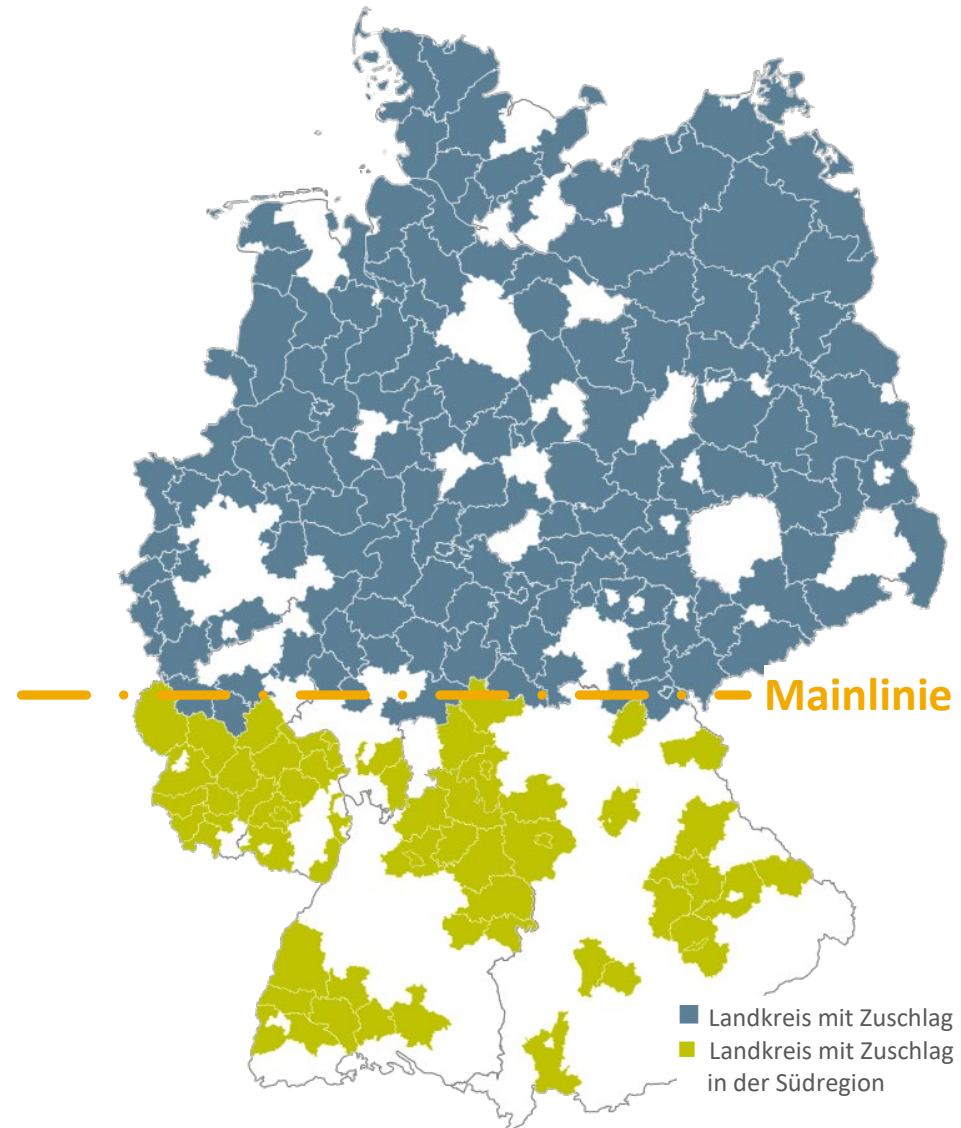 Mainlinie
Landkreis mit Zuschlag
Landkreis mit Zuschlag
in der Südregion